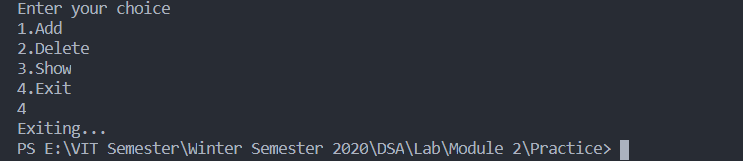 Enter your choice
1.Add
2.Delete
3.Show
4.Exit
4
Exiting...
PS E:\VIT Semester\Winter Semester 2020\DSA\Lab\Module 2\Practice>